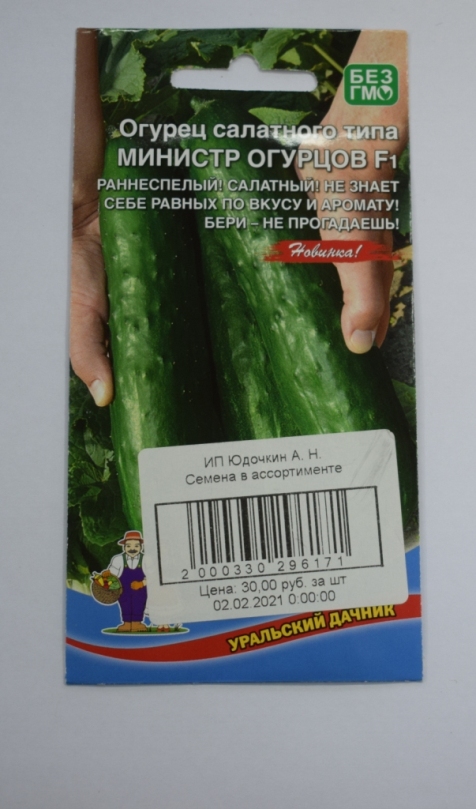 БЕЗ
ГМО
Огурец салатного типа
МИНИСТР ОГУРЦОВ F1
РАННЕСПЕЛЫЙ! САЛАТНЫЙ! НЕ ЗНАЕТ
СЕБЕ РАВНЫХ ПО ВКУСУ И АРОМАТУ!
БЕРИ – НЕ ПРОГАДАЕШЬ!
Новинка!
ИП Юдочкин А. Н.
Семена в ассортименте
2 000330 296171
Цена: 30,00 руб. за шт
02.02.2021 0:00:00
УРАЛЬСКИЙ ДАЧНИК